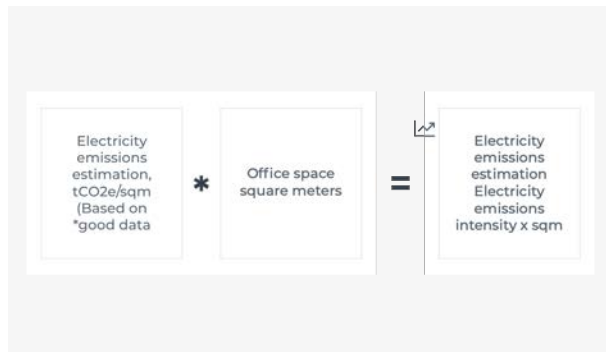 Electricity
emissions
estimation,
tCO2e/sqm
(Based on
*good data
*
Office space
square meters
=
Electricity
emissions
estimation
Electricity
emissions
intensity x sqm